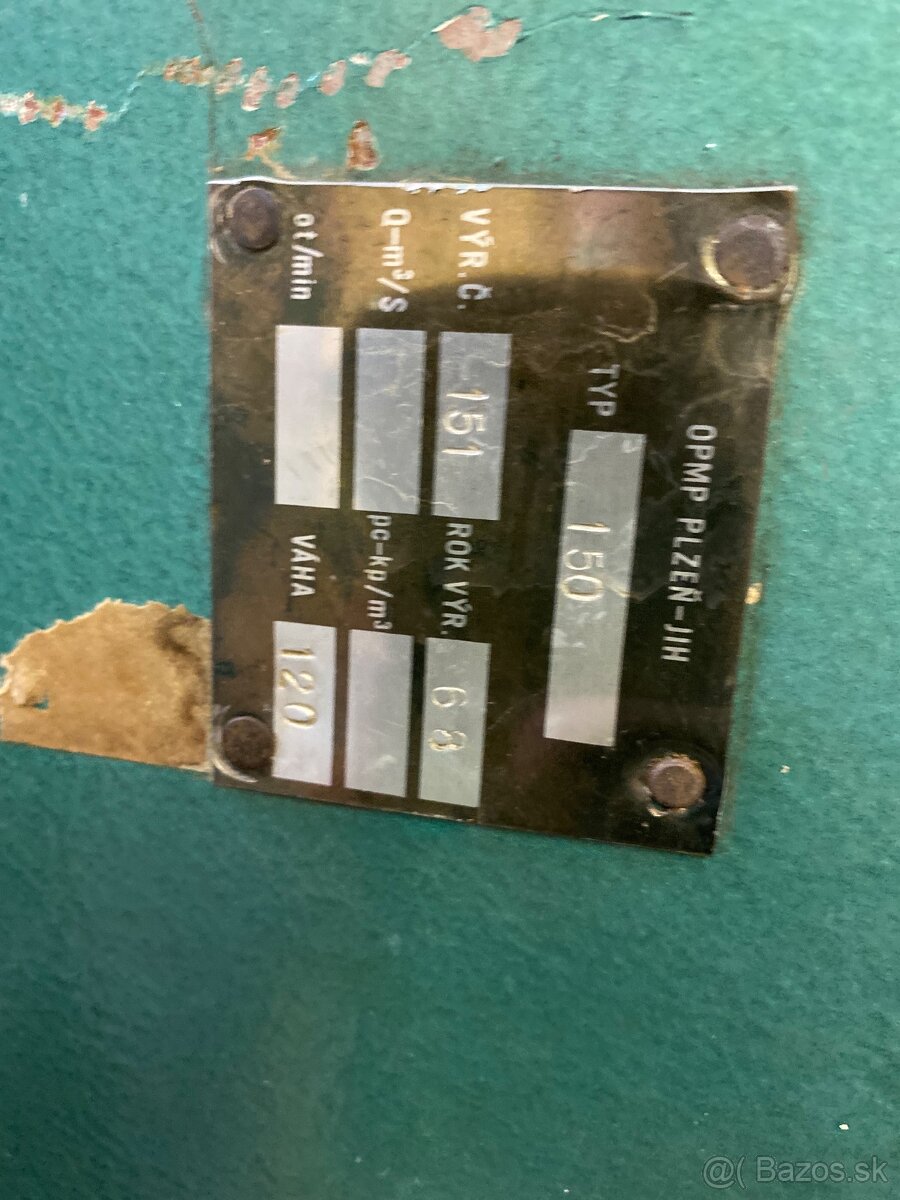 OPMP PLZEŇ-JIH
TYP 150
VÝR.Č. 151 ROK VÝR. 68
Q-m³/S pc-kp/m³
ot/min VÁHA 120
@( Bazos.sk